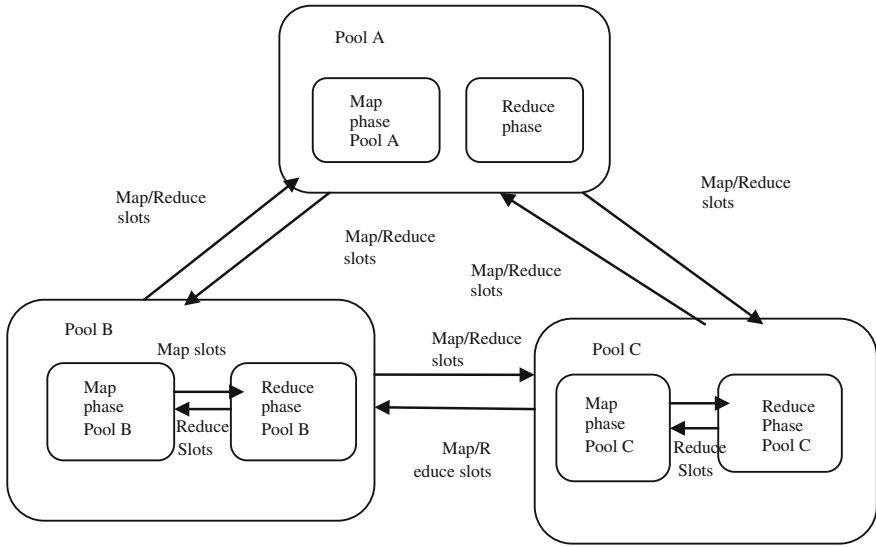 Pool A
Map
phase
Pool A
Reduce
phase
Map/Reduce
slots
Map/Reduce
slots
Map/Reduce
slots
Map/Reduce
slots
Pool B
Map slots
Map
phase
Pool B
Reduce
phase
Pool B
Reduce
Slots
Map/Reduce
slots
Map/R
educe slots
Pool C
Map
phase
Pool C
Reduce
Phase
Pool C
Reduce
Slots